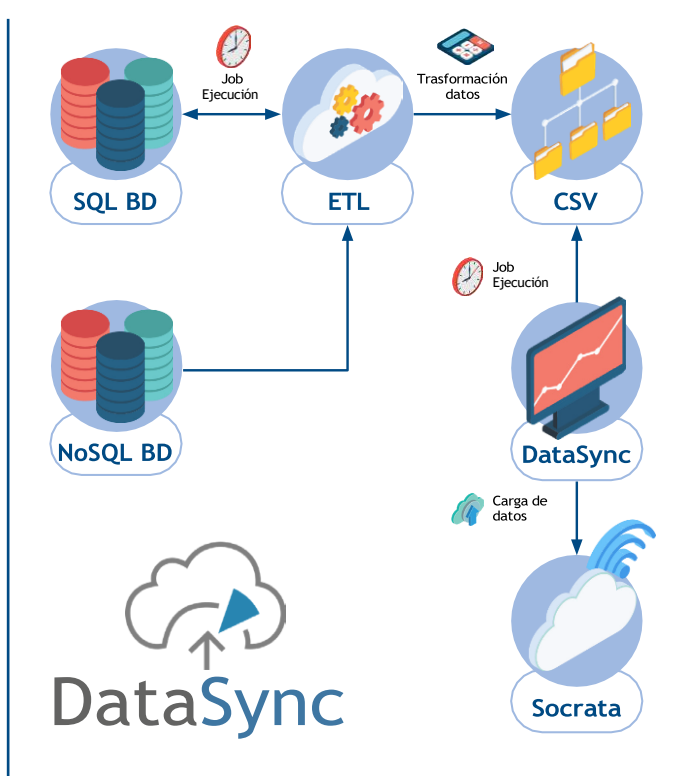 Job
Ejecución
Trasformación
datos
SQL BD
ETL
CSV
Job
Ejecución
NoSQL BD
DataSync
Carga de
datos
DataSync
Socrata